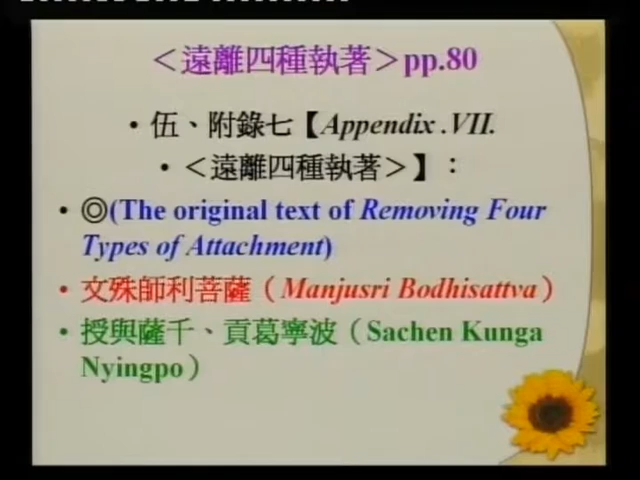 ＜遠離四種執著＞pp.80
• 伍、附錄七【Appendix .VII.
• ＜遠離四種執著＞】：
• ◎(The original text of Removing Four
Types of Attachment)
• 文殊師利菩薩（Manjusri Bodhisattva）
• 授與薩千、貢葛寧波（Sachen Kunga
Nyingpo）